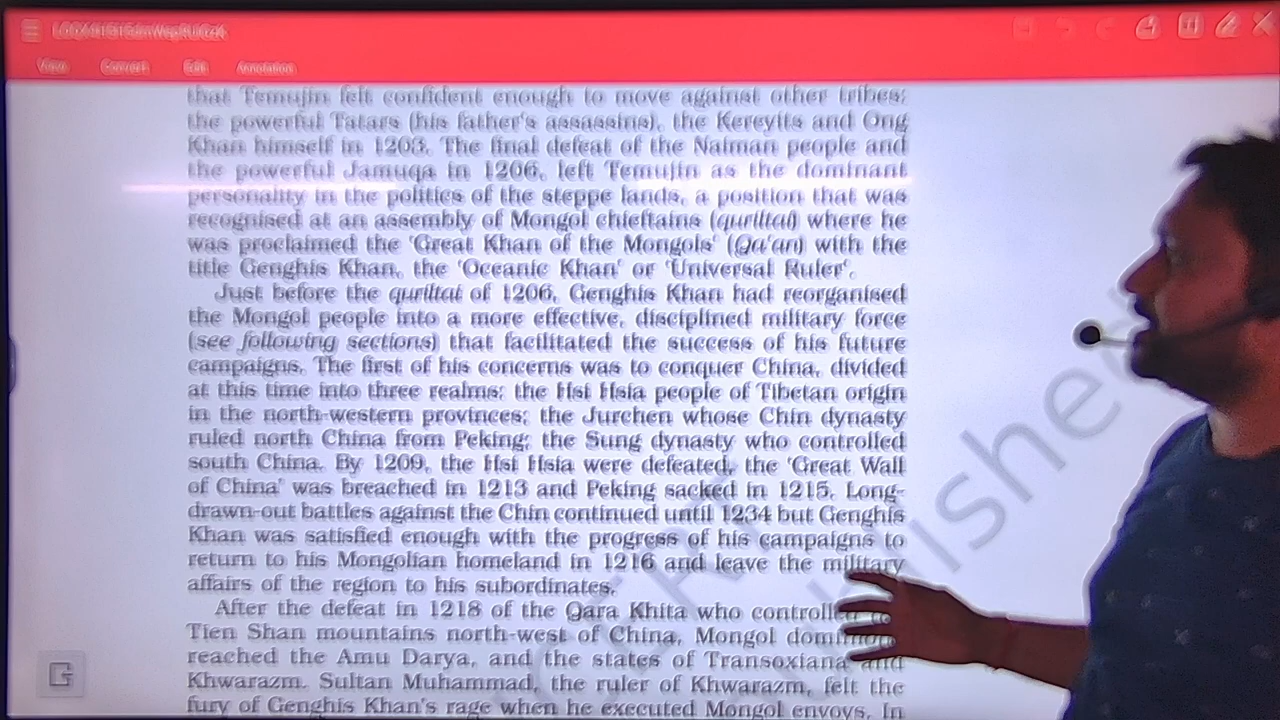 View Convert Edit Annotation
that Temujin felt confident enough to move against other tribes:
the powerful Tatars (his father's assassins), the Kereyits and Ong
Khan himself in 1203. The final defeat of the Naiman people and
the powerful Jamuqa in 1206, left Temujin as the dominant
personality in the politics of the steppe lands, a position that was
recognised at an assembly of Mongol chieftains (quriltai) where he
was proclaimed the 'Great Khan of the Mongols' (Qa'an) with the
title Genghis Khan, the 'Oceanic Khan' or 'Universal Ruler'.
Just before the quriltai of 1206, Genghis Khan had reorganised
the Mongol people into a more effective, disciplined military force
(see following sections) that facilitated the success of his future
campaigns. The first of his concerns was to conquer China, divided
at this time into three realms: the Hsi Hsia people of Tibetan origin
in the north-western provinces; the Jurchen whose Chin dynasty
ruled north China from Peking; the Sung dynasty who controlled
south China. By 1209, the Hsi Hsia were defeated, the 'Great Wall
of China' was breached in 1213 and Peking sacked in 1215. Long-
drawn-out battles against the Chin continued until 1234 but Genghis
Khan was satisfied enough with the progress of his campaigns to
return to his Mongolian homeland in 1216 and leave the military
affairs of the region to his subordinates.
After the defeat in 1218 of the Qara Khita who controlled
Tien Shan mountains north-west of China, Mongol dominions
reached the Amu Darya, and the states of Transoxiana and
Khwarazm. Sultan Muhammad, the ruler of Khwarazm, felt the
fury of Genghis Khan's rage when he executed Mongol envoys. In